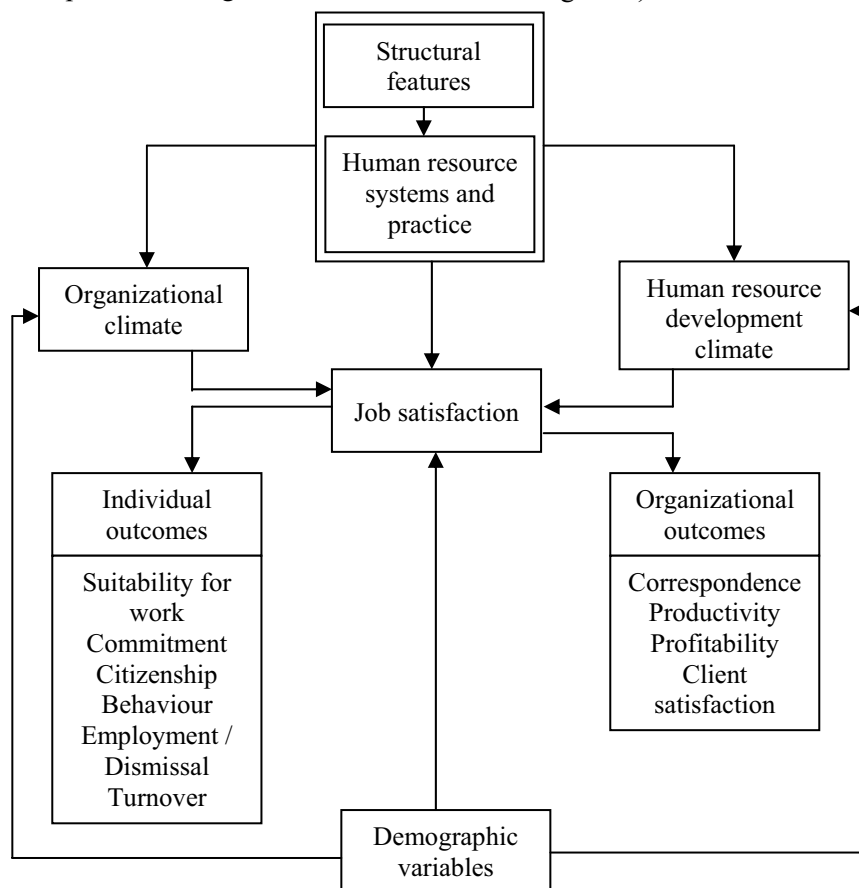 Structural
features
Human resource
systems and
practice
Organizational
climate
Human resource
development
climate
Job satisfaction
Individual
outcomes
Suitability for
work
Commitment
Citizenship
Behaviour
Employment /
Dismissal
Turnover
Organizational
outcomes
Correspondence
Productivity
Profitability
Client
satisfaction
Demographic
variables